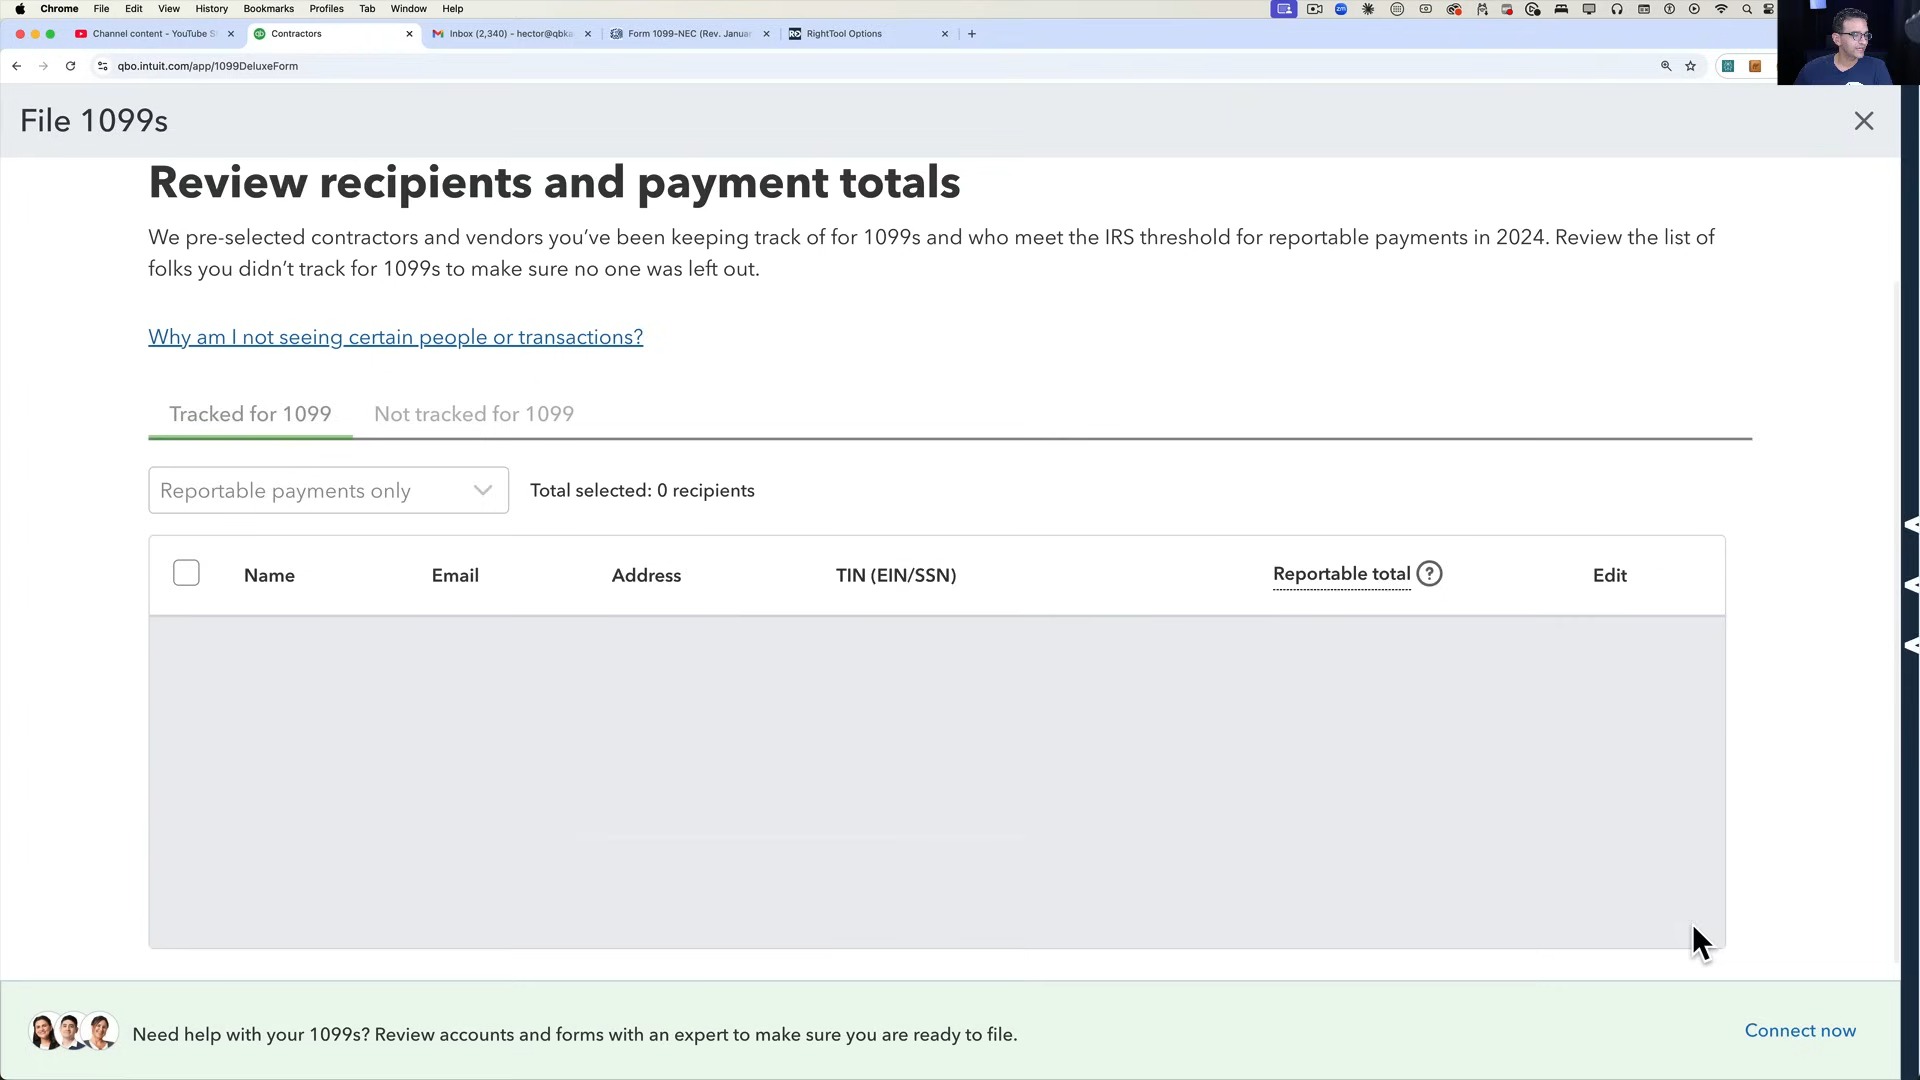 Chrome File Edit View History Bookmarks Profiles Tab Window Help
Channel content - YouTube S
Contractors
Inbox (2,340) - hector@qbka
Form 1099-NEC (Rev. Januar
RightTool Options
qbo.intuit.com/app/1099DeluxeForm
File 1099s
Review recipients and payment totals
We pre-selected contractors and vendors you’ve been keeping track of for 1099s and who meet the IRS threshold for reportable payments in 2024. Review the list of
folks you didn’t track for 1099s to make sure no one was left out.
Why am I not seeing certain people or transactions?
Tracked for 1099 Not tracked for 1099
Reportable payments only Total selected: 0 recipients
Name Email Address TIN (EIN/SSN) Reportable total ? Edit
Need help with your 1099s? Review accounts and forms with an expert to make sure you are ready to file. Connect now